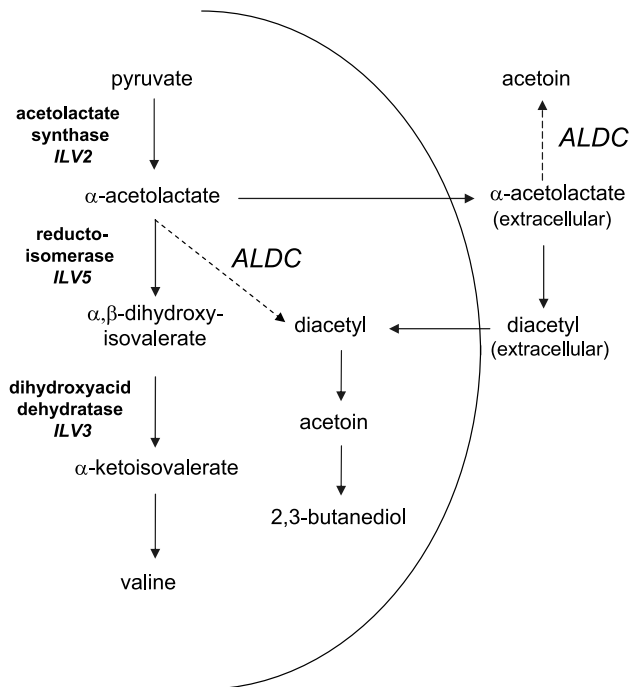 pyruvate
acetolactate
synthase
ILV2
α-acetolactate
reducto-
isomerase
ILV5
ALDC
α,β-dihydroxy-
isovalerate
dihydroxyacid
dehydratase
ILV3
α-ketoisovalerate
valine
diacetyl
acetoin
2,3-butanediol
acetoin
ALDC
α-acetolactate
(extracellular)
diacetyl
(extracellular)